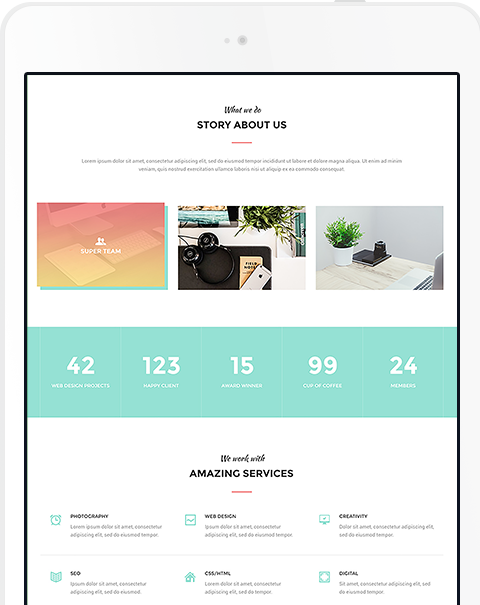 What we do
STORY ABOUT US
Lorem ipsum dolor sit amet, consectetur adipiscing elit, sed do eiusmod tempor incididunt ut labore et dolore magna aliqua. Ut enim ad minim
veniam, quis nostrud exercitation ullamco laboris nisi ut aliquip ex ea commodo consequat.
SUPER TEAM
FIELD NOTES
42
123
15
99
24
WEB DESIGN PROJECTS
HAPPY CLIENT
AWARD WINNER
CUP OF COFFEE
MEMBERS
We work with
AMAZING SERVICES
PHOTOGRAPHY
Lorem ipsum dolor sit amet, consectetur
adipiscing elit, sed do eiusmod tempor.
WEB DESIGN
Lorem ipsum dolor sit amet, consectetur
adipiscing elit, sed do eiusmod tempor.
CREATIVITY
Dolor sit amet, consectetur adipiscing elit,
sed do eiusmod tempor.
SEO
Lorem ipsum dolor sit amet, consectetur
adipiscing elit, sed do eiusmod.
CSS/HTML
Lorem dolor sit amet, consectetur
adipiscing elit, sed do eiusmod tempor.
DIGITAL
Sit amet, consectetur adipiscing elit, sed
do eiusmod tempor.